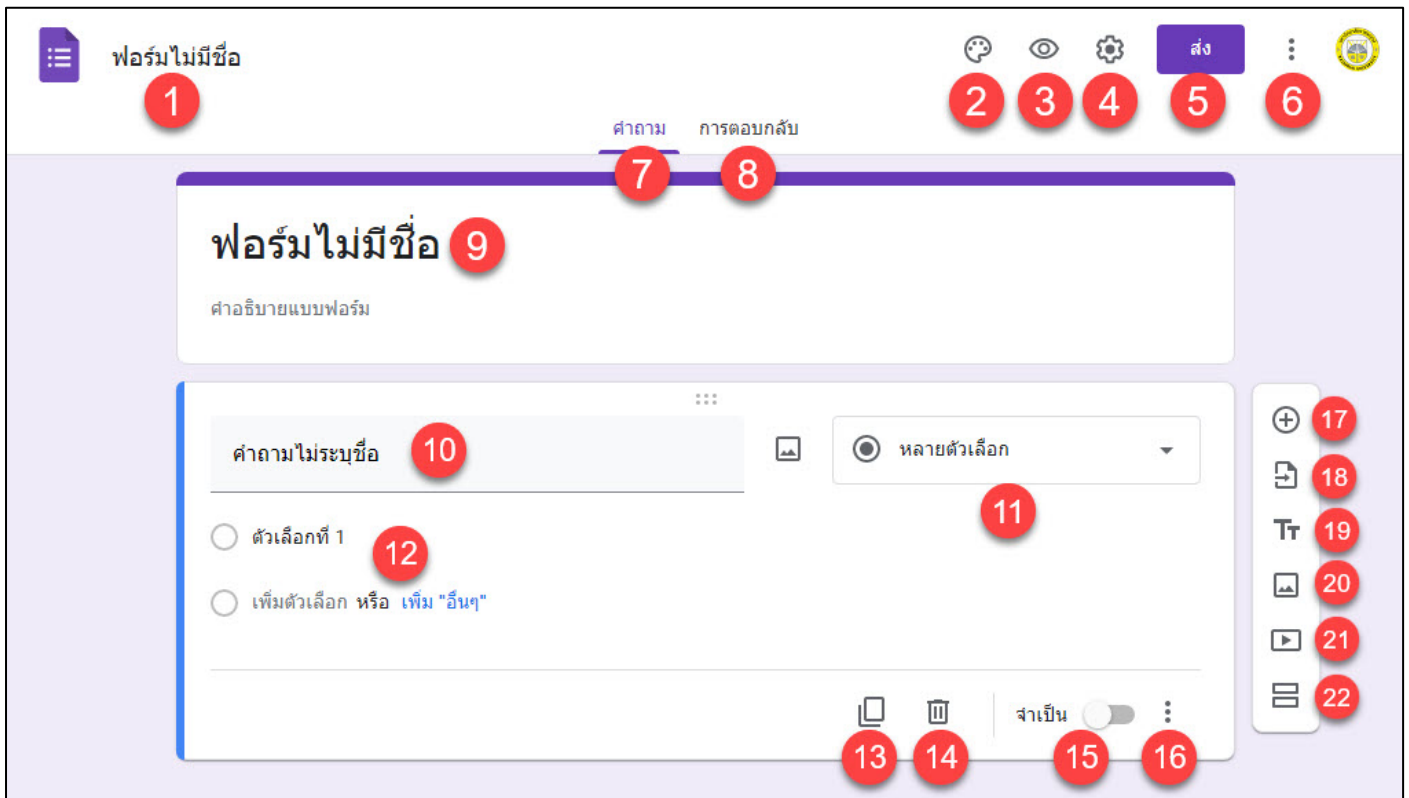 ฟอร์มไม่มีชื่อ
ส่ง
1
2
3
4
5
6
คำถาม
การตอบกลับ
7
8
ฟอร์มไม่มีชื่อ
9
คำอธิบายแบบฟอร์ม
คำถามไม่ระบุชื่อ
10
หลายตัวเลือก
11
ตัวเลือกที่ 1
12
เพิ่มตัวเลือก หรือ เพิ่ม "อื่นๆ"
จำเป็น
13
14
15
16
17
18
Tт
19
20
21
22